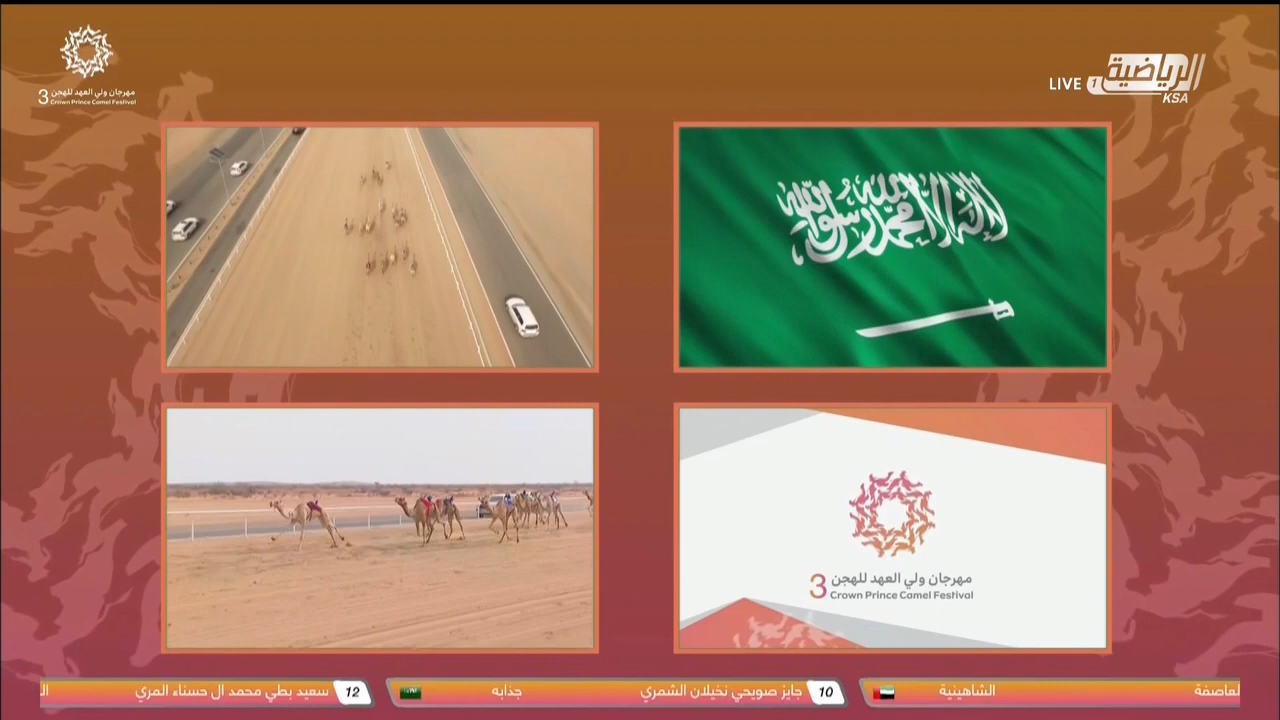 مهرجان ولي العهد للهجن 3
Crown Prince Camel Festival
LIVE 1 الرياضية
KSA
لا إله إلا الله محمد رسول الله
مهرجان ولي العهد للهجن 3
Crown Prince Camel Festival
الشاهينية
10 جايز صويحي نخيلان الشمري جذابه
12 سعيد بطي محمد ال حسناء المري